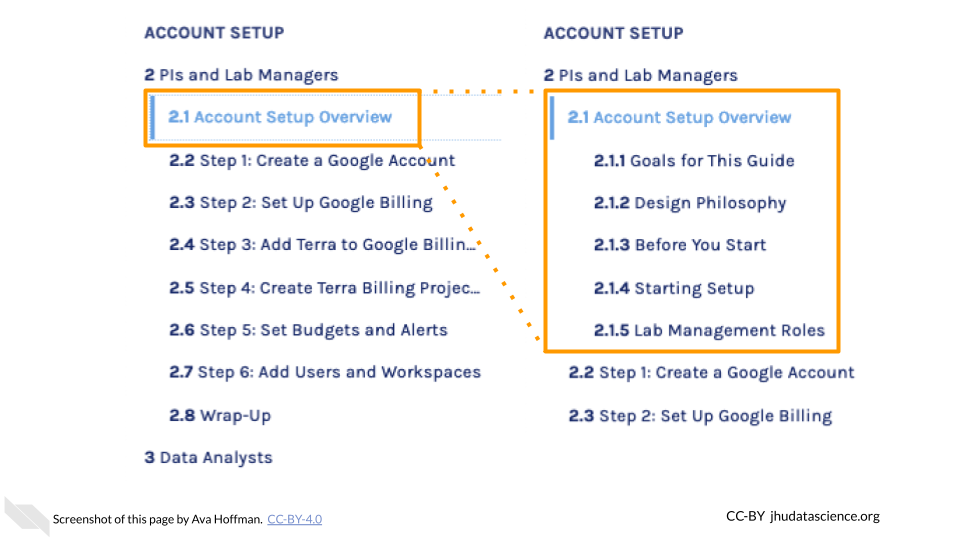 ACCOUNT SETUP
2 PIs and Lab Managers
2.1 Account Setup Overview
2.2 Step 1: Create a Google Account
2.3 Step 2: Set Up Google Billing
2.4 Step 3: Add Terra to Google Billin...
2.5 Step 4: Create Terra Billing Projec...
2.6 Step 5: Set Budgets and Alerts
2.7 Step 6: Add Users and Workspaces
2.8 Wrap-Up
3 Data Analysts
ACCOUNT SETUP
2 PIs and Lab Managers
2.1 Account Setup Overview
2.1.1 Goals for This Guide
2.1.2 Design Philosophy
2.1.3 Before You Start
2.1.4 Starting Setup
2.1.5 Lab Management Roles
2.2 Step 1: Create a Google Account
2.3 Step 2: Set Up Google Billing
Screenshot of this page by Ava Hoffman. CC-BY-4.0
CC-BY jhudatascience.org